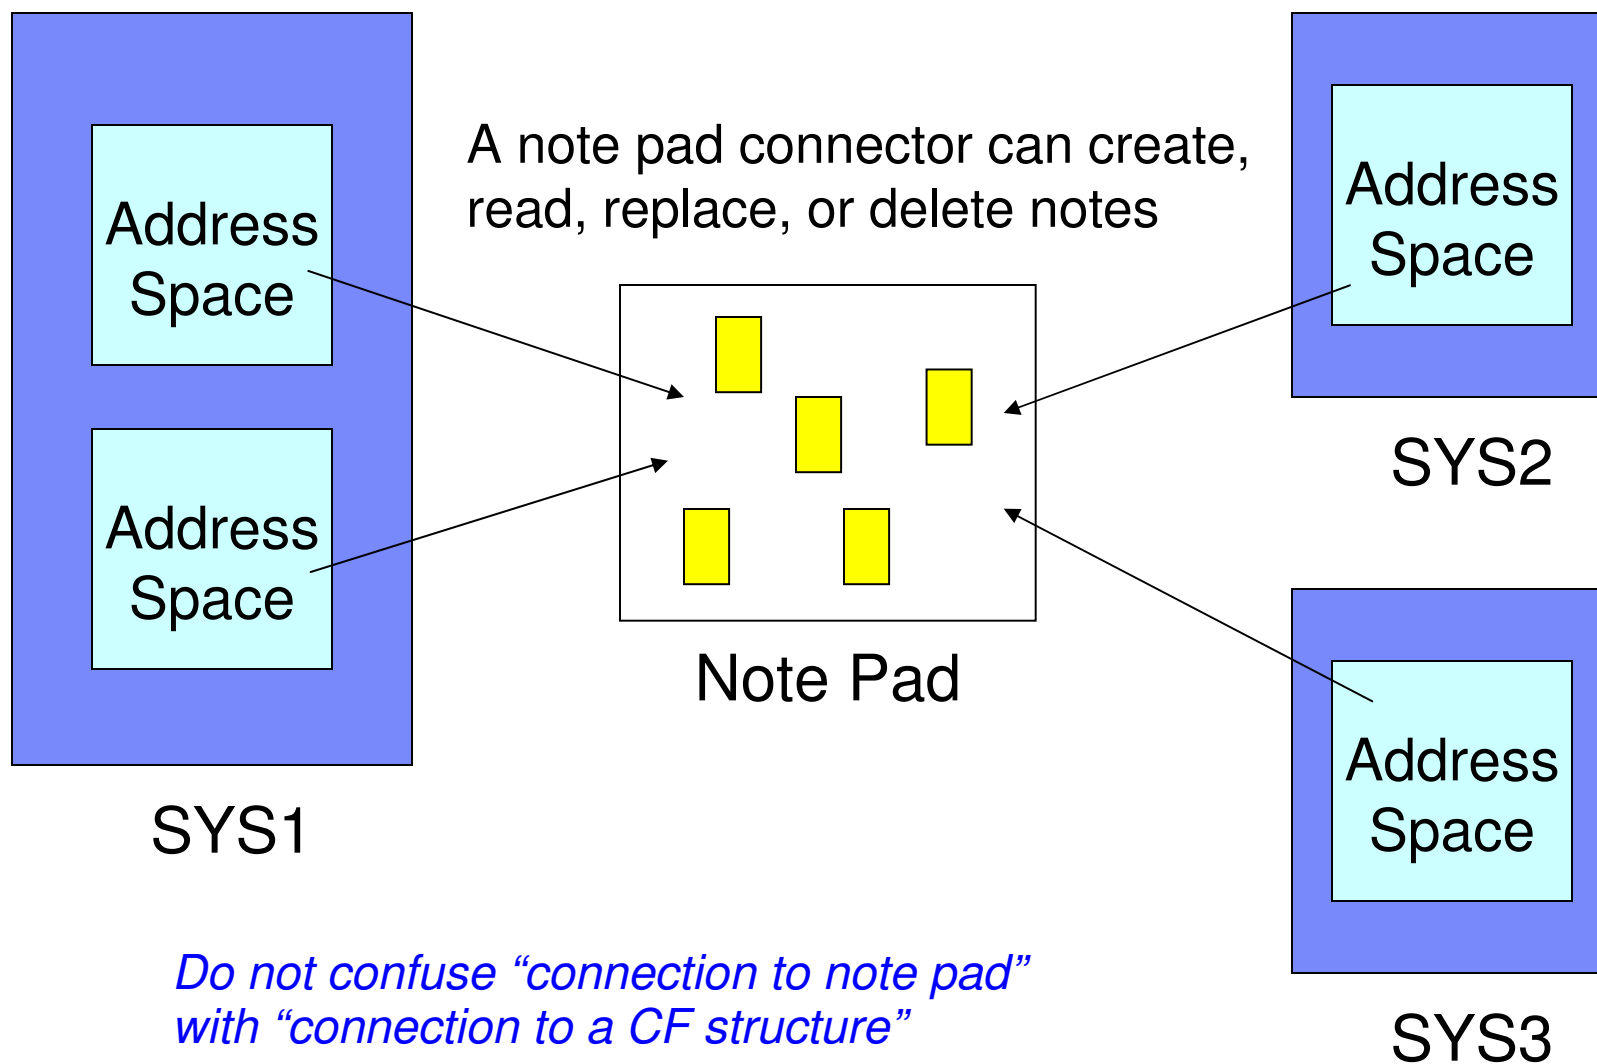 A note pad connector can create,
read, replace, or delete notes
Address
Space
Address
Space
SYS1
Note Pad
Address
Space
SYS2
Address
Space
SYS3
Do not confuse “connection to note pad”
with “connection to a CF structure”